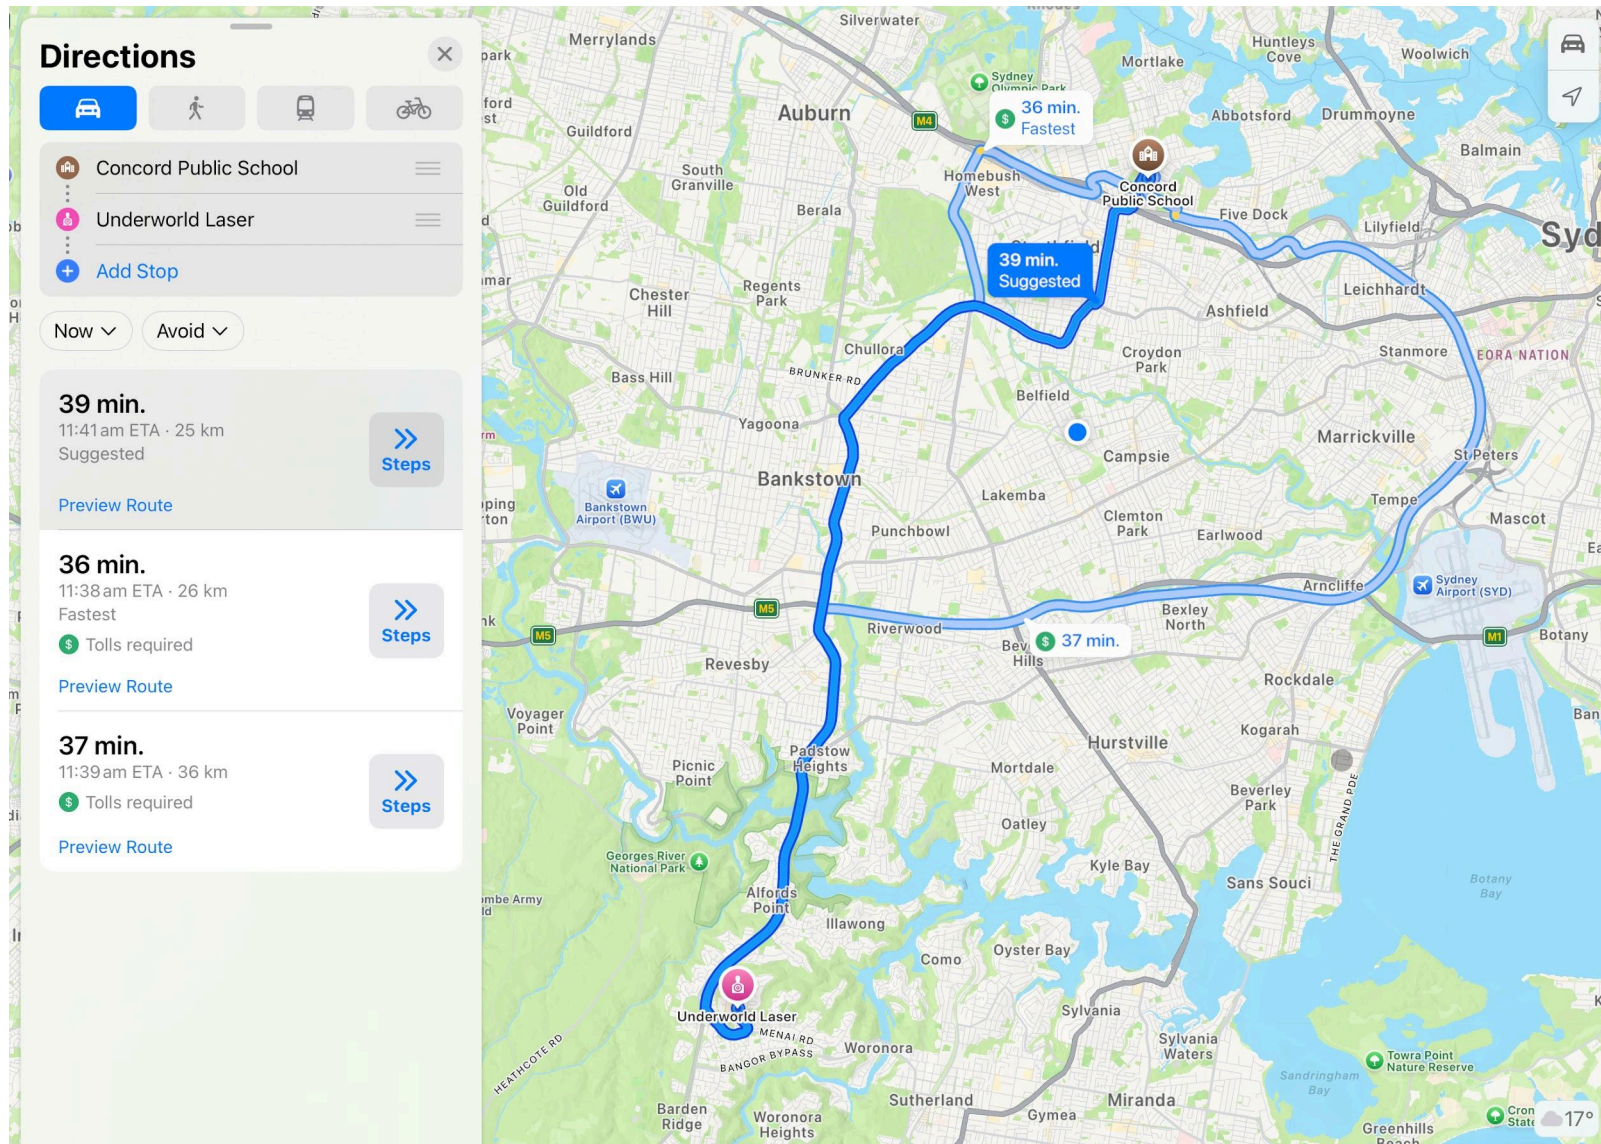 Directions
Concord Public School
Underworld Laser
Add Stop
Now
Avoid
39 min.
11:41 am ETA · 25 km
Suggested
Steps
Preview Route
36 min.
11:38 am ETA · 26 km
Fastest
$ Tolls required
Steps
Preview Route
37 min.
11:39 am ETA · 36 km
$ Tolls required
Steps
Preview Route
Silverwater
Merrylands
Huntleys
Cove
Woolwich
Mortlake
Sydney
Olympic Park
$ 36 min.
Fastest
Auburn
M4
Abbotsford
Drummoyne
Guildford
Balmain
South
Granville
Homebush
West
Concord
Public School
Old
Guildford
Berala
Five Dock
Lilyfield
39 min.
Suggested
Regents
Park
Chester
Hill
Leichhardt
Ashfield
Chullora
Croydon
Park
Stanmore
EORA NATION
BRUNKER RD
Bass Hill
Belfield
Yagoona
Marrickville
Campsie
St Peters
Bankstown
Lakemba
Tempe
Bankstown
Airport (BWU)
Clemton
Park
Mascot
Punchbowl
Earlwood
Arncliffe
Sydney
Airport (SYD)
M5
Bexley
North
Riverwood
M5
M1
Botany
$ 37 min.
Hills
Revesby
Rockdale
Voyager
Point
Kogarah
Hurstville
Padstow
Heights
Picnic
Point
Mortdale
Beverley
Park
THE GRAND PDE
Oatley
Georges River
National Park
Kyle Bay
Sans Souci
Botany
Bay
Alfords
Point
Illawong
Oyster Bay
Como
Underworld Laser
Sylvania
MENAI RD
BANGOR BYPASS
HEATHCOTE RD
Woronora
Sylvania
Waters
Towra Point
Nature Reserve
Sandringham
Bay
Sutherland
Miranda
Barden
Ridge
Woronora
Heights
Gymea
Greenhills
17°